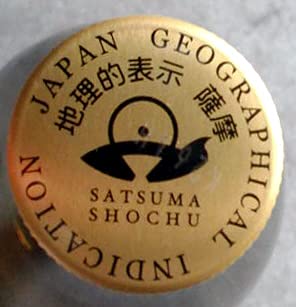 JAPAN GEOGRAPHICAL INDICATION
地理的表示 薩摩
SATSUMA
SHOCHU